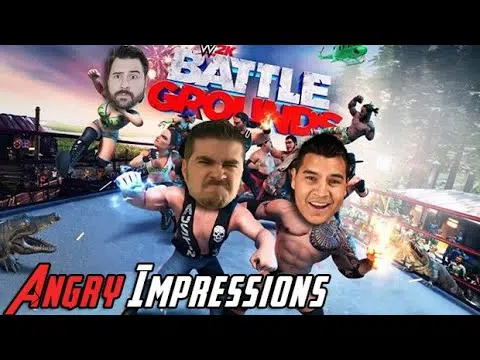 W2K
BATTLE
GROUNDS
AUSTIN
ANGRY IMPRESSIONS